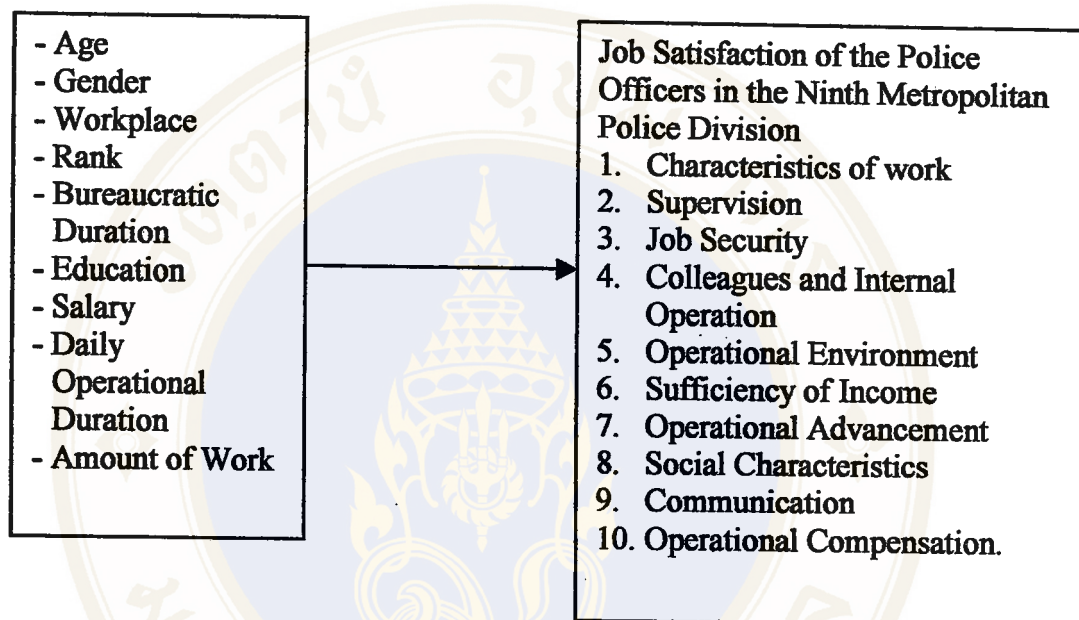 - Age
- Gender
- Workplace
- Rank
- Bureaucratic
Duration
- Education
- Salary
- Daily
Operational
Duration
- Amount of Work
Job Satisfaction of the Police
Officers in the Ninth Metropolitan
Police Division
1. Characteristics of work
2. Supervision
3. Job Security
4. Colleagues and Internal
Operation
5. Operational Environment
6. Sufficiency of Income
7. Operational Advancement
8. Social Characteristics
9. Communication
10. Operational Compensation.